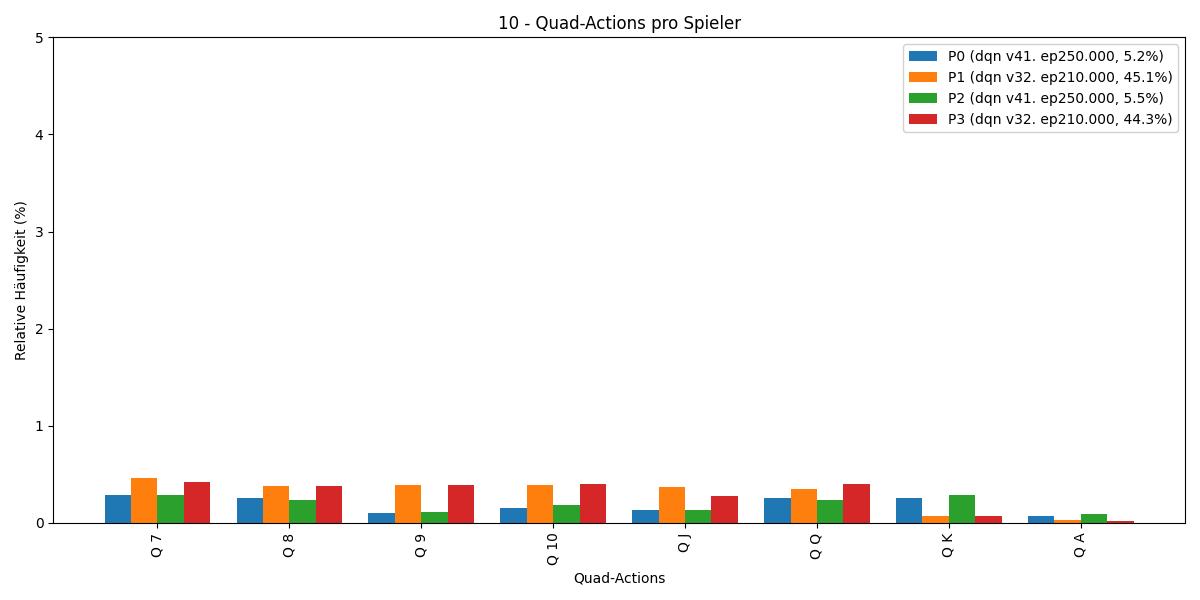 10 - Quad-Actions pro Spieler
P0 (dqn v41. ep250.000, 5.2%)
P1 (dqn v32. ep210.000, 45.1%)
P2 (dqn v41. ep250.000, 5.5%)
P3 (dqn v32. ep210.000, 44.3%)
Relative Häufigkeit (%)
5
4
3
2
1
0
Q 7
Q 8
Q 9
Q 10
Q J
Q Q
Q K
Q A
Quad-Actions